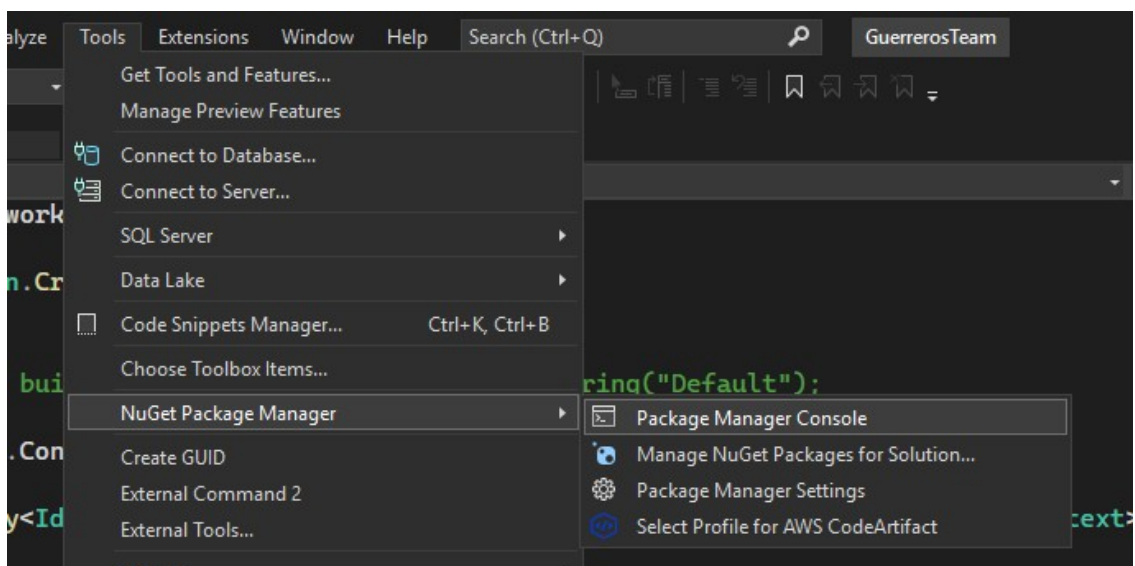 alyze Tools Extensions Window Help Search (Ctrl+Q) GuerrerosTeam
Get Tools and Features...
Manage Preview Features
Connect to Database...
Connect to Server...
work
SQL Server
n.Cr
Data Lake
Code Snippets Manager... Ctrl+K, Ctrl+B
Choose Toolbox Items...
bui ring("Default");
NuGet Package Manager
Package Manager Console
.Con
Create GUID
Manage NuGet Packages for Solution...
External Command 2
Package Manager Settings
y<Id text>
External Tools...
Select Profile for AWS CodeArtifact